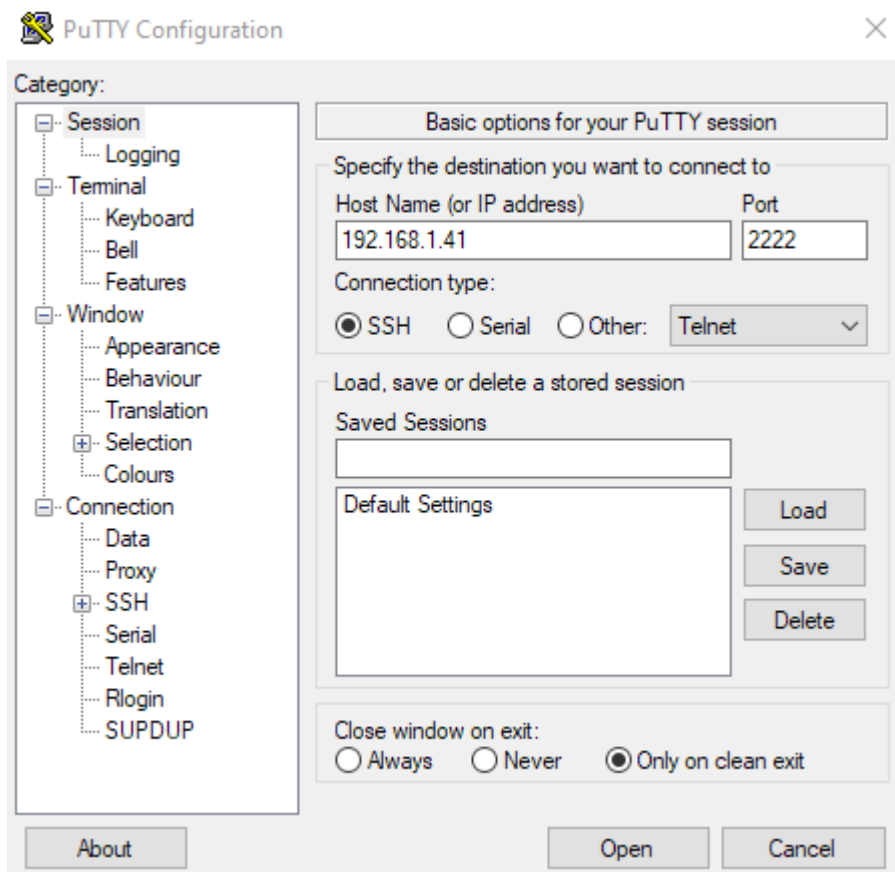 PuTTY Configuration
Category:
Session
Logging
Terminal
Keyboard
Bell
Features
Window
Appearance
Behaviour
Translation
Selection
Colours
Connection
Data
Proxy
SSH
Serial
Telnet
Rlogin
SUPDUP
Basic options for your PuTTY session
Specify the destination you want to connect to
Host Name (or IP address) Port
192.168.1.41 2222
Connection type:
SSH Serial Other: Telnet
Load, save or delete a stored session
Saved Sessions
Default Settings
Load
Save
Delete
Close window on exit:
Always Never Only on clean exit
About Open Cancel